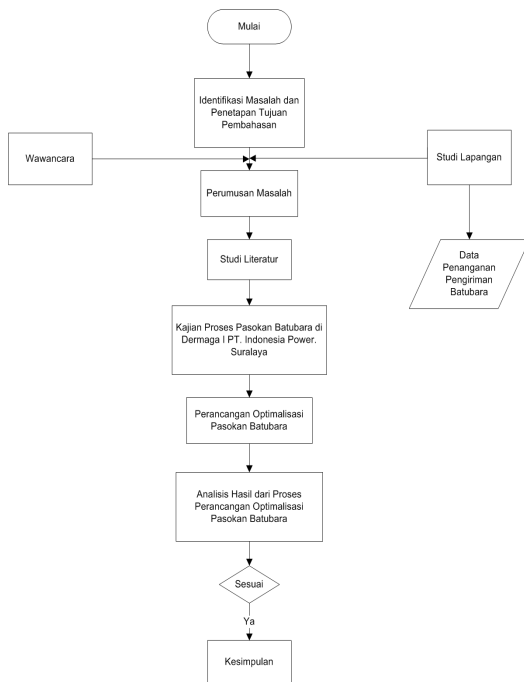 Mulai
Identifikasi Masalah dan
Penetapan Tujuan
Pembahasan
Wawancara
Studi Lapangan
Perumusan Masalah
Studi Literatur
Data
Penanganan
Pengiriman
Batubara
Kajian Proses Pasokan Batubara di
Dermaga I PT. Indonesia Power.
Suralaya
Perancangan Optimalisasi
Pasokan Batubara
Analisis Hasil dari Proses
Perancangan Optimalisasi
Pasokan Batubara
Sesuai
Ya
Kesimpulan